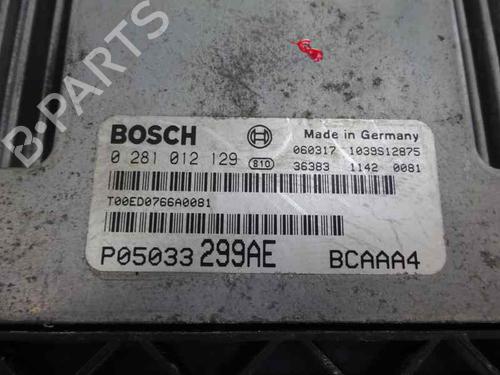 B-PARTS
BOSCH Made in Germany
0 281 012 129 810 060317 1039S12875
36383 1142 0081
T00ED0766A0081
P05033 299AE BCAAA4